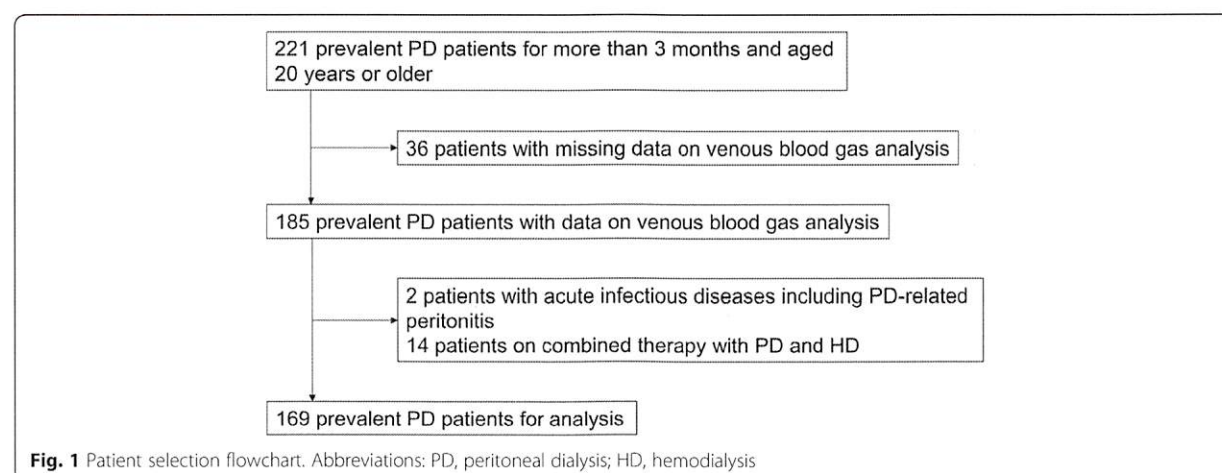 221 prevalent PD patients for more than 3 months and aged
20 years or older
36 patients with missing data on venous blood gas analysis
185 prevalent PD patients with data on venous blood gas analysis
2 patients with acute infectious diseases including PD-related
peritonitis
14 patients on combined therapy with PD and HD
169 prevalent PD patients for analysis
Fig. 1 Patient selection flowchart. Abbreviations: PD, peritoneal dialysis; HD, hemodialysis